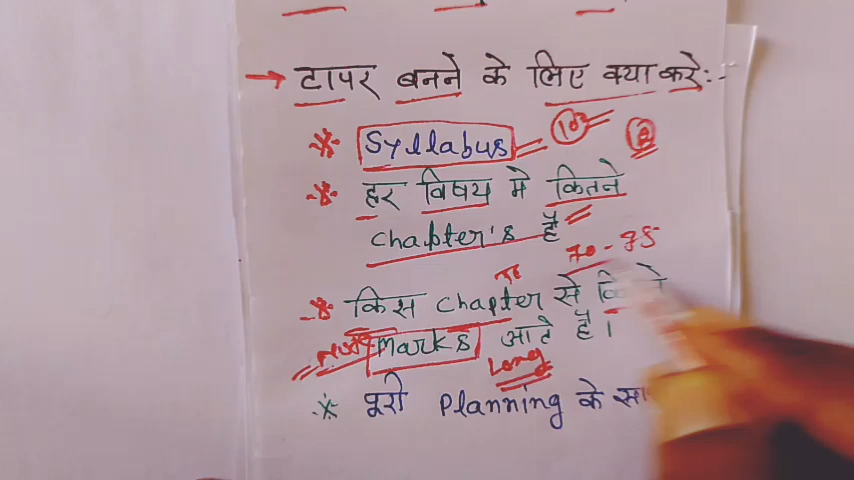 → टापर बनने के लिए क्या करे:-
* Syllabus
* हर विषय मे कितने
chapter's है
70-75
* किस chapter से
marks आते है।
Long
* पूरी Planning के